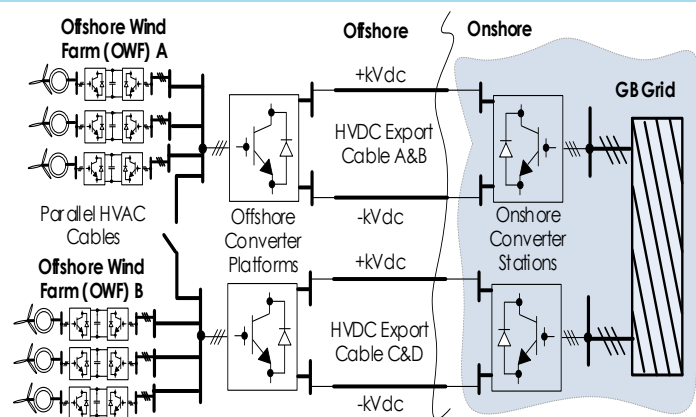 Offshore Wind
Farm (OWF) A
Offshore
Onshore
+kVdc
GB Grid
HVDC Export
Cable A&B
Parallel HVAC
Cables
-kVdc
Offshore
Converter
Platforms
Onshore
Converter
Stations
+kVdc
Offshore Wind
Farm (OWF) B
HVDC Export
Cable C&D
-kVdc